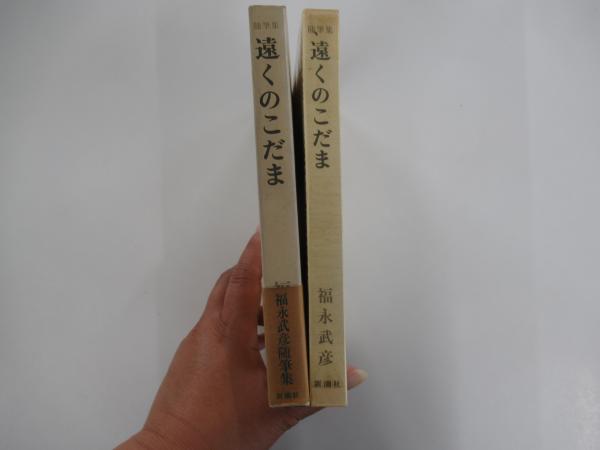 随筆集
遠くのこだま
福永武彦随筆集
新潮社
随筆集
遠くのこだま
福永武彦
新潮社